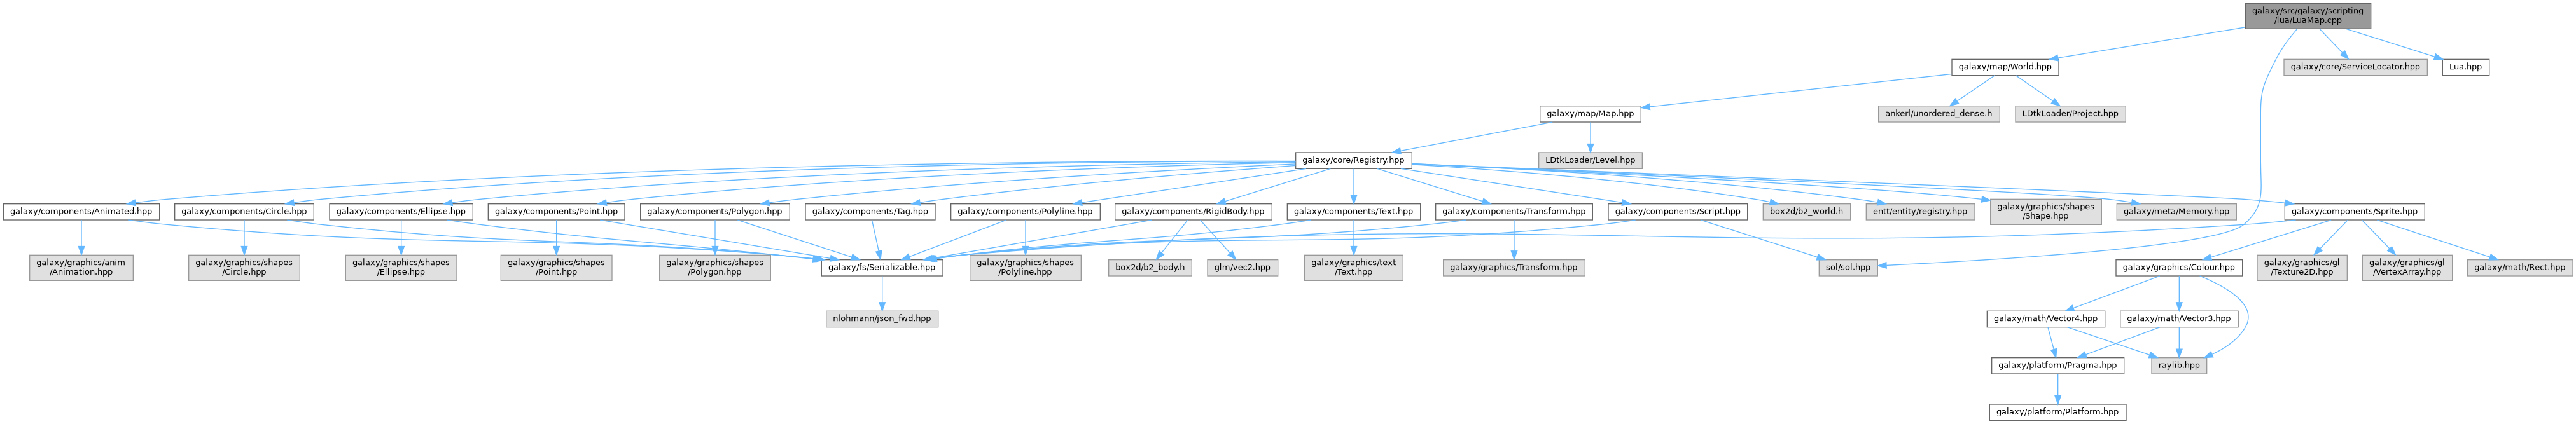 galaxy/src/galaxy/scripting
/lua/LuaMap.cpp
galaxy/map/World.hpp
galaxy/core/ServiceLocator.hpp
Lua.hpp
galaxy/map/Map.hpp
ankerl/unordered_dense.h
LDtkLoader/Project.hpp
galaxy/core/Registry.hpp
LDtkLoader/Level.hpp
galaxy/components/Animated.hpp
galaxy/components/Circle.hpp
galaxy/components/Ellipse.hpp
galaxy/components/Point.hpp
galaxy/components/Polygon.hpp
galaxy/components/Tag.hpp
galaxy/components/Polyline.hpp
galaxy/components/RigidBody.hpp
galaxy/components/Text.hpp
galaxy/components/Transform.hpp
galaxy/components/Script.hpp
box2d/b2_world.h
entt/entity/registry.hpp
galaxy/graphics/shapes
/Shape.hpp
galaxy/meta/Memory.hpp
galaxy/components/Sprite.hpp
galaxy/graphics/anim
/Animation.hpp
galaxy/graphics/shapes
/Circle.hpp
galaxy/graphics/shapes
/Ellipse.hpp
galaxy/graphics/shapes
/Point.hpp
galaxy/graphics/shapes
/Polygon.hpp
galaxy/fs/Serializable.hpp
galaxy/graphics/shapes
/Polyline.hpp
box2d/b2_body.h
glm/vec2.hpp
galaxy/graphics/text
/Text.hpp
galaxy/graphics/Transform.hpp
sol/sol.hpp
galaxy/graphics/Colour.hpp
galaxy/graphics/gl
/Texture2D.hpp
galaxy/graphics/gl
/VertexArray.hpp
galaxy/math/Rect.hpp
nlohmann/json_fwd.hpp
galaxy/math/Vector4.hpp
galaxy/math/Vector3.hpp
galaxy/platform/Pragma.hpp
raylib.hpp
galaxy/platform/Platform.hpp